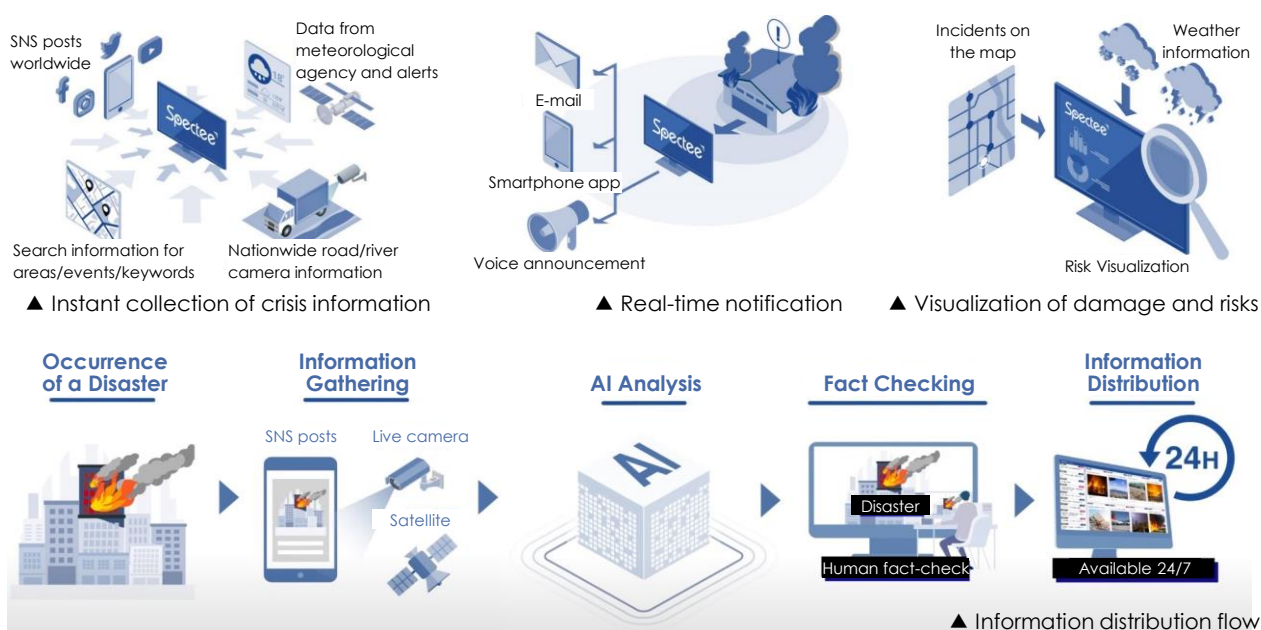 SNS posts
worldwide
Data from
meteorological
agency and alerts
Spectee
Search information for
areas/events/keywords
Nationwide road/river
camera information
▲ Instant collection of crisis information
E-mail
Smartphone app
Voice announcement
Spectee
!
▲ Real-time notification
Incidents on
the map
Weather
information
Spectee
Risk Visualization
▲ Visualization of damage and risks
Occurrence
of a Disaster
Information
Gathering
SNS posts
Live camera
Satellite
AI Analysis
AI
Fact Checking
Disaster
Human fact-check
Information
Distribution
24H
Available 24/7
▲ Information distribution flow